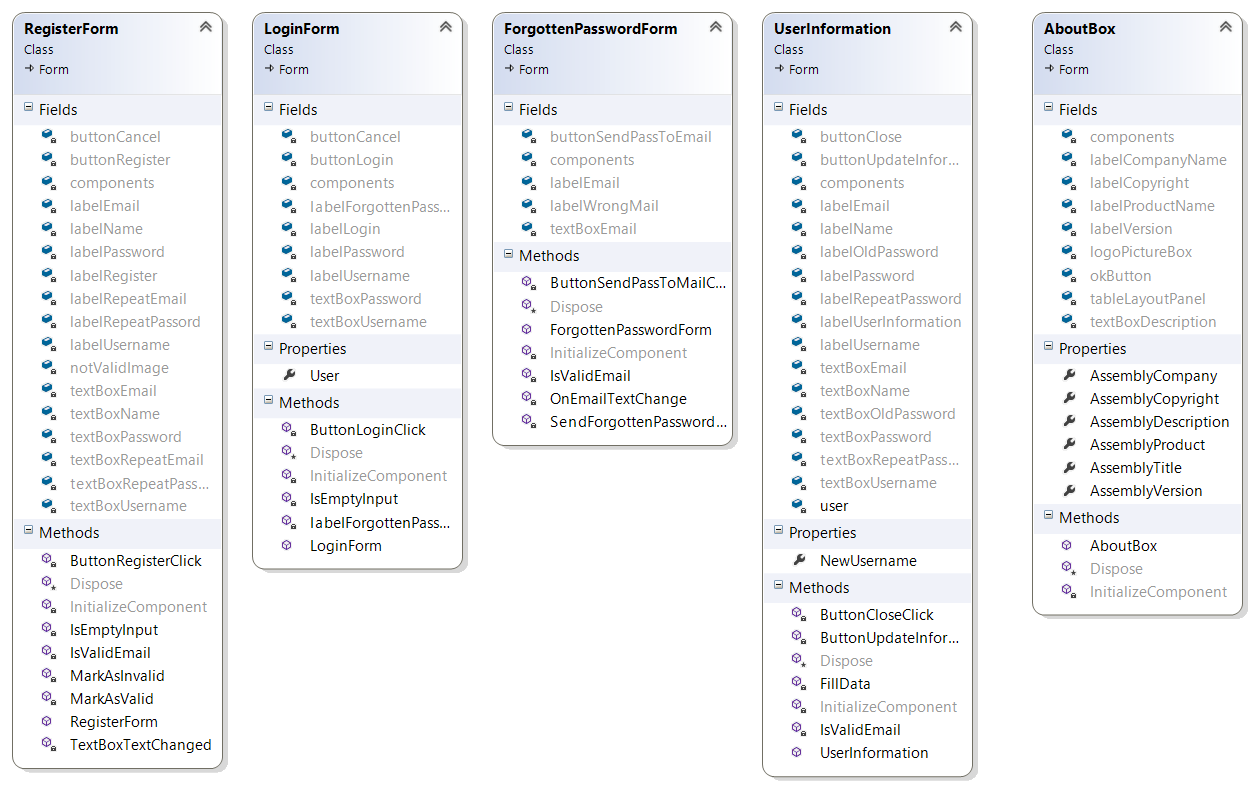 RegisterForm
Class
Form
Fields
buttonCancel
buttonRegister
components
labelEmail
labelName
labelPassword
labelRegister
labelRepeatEmail
labelRepeatPassord
labelUsername
notValidImage
textBoxEmail
textBoxName
textBoxPassword
textBoxRepeatEmail
textBoxRepeatPass...
textBoxUsername
Methods
ButtonRegisterClick
Dispose
InitializeComponent
IsEmptyInput
IsValidEmail
MarkAsInvalid
MarkAsValid
RegisterForm
TextBoxTextChanged
LoginForm
Class
Form
Fields
buttonCancel
buttonLogin
components
labelForgottenPass...
labelLogin
labelPassword
labelUsername
textBoxPassword
textBoxUsername
Properties
User
Methods
ButtonLoginClick
Dispose
InitializeComponent
IsEmptyInput
labelForgottenPass...
LoginForm
ForgottenPasswordForm
Class
Form
Fields
buttonSendPassToEmail
components
labelEmail
labelWrongMail
textBoxEmail
Methods
ButtonSendPassToMailC...
Dispose
ForgottenPasswordForm
InitializeComponent
IsValidEmail
OnEmailTextChange
SendForgottenPassword...
UserInformation
Class
Form
Fields
buttonClose
buttonUpdateInfor...
components
labelEmail
labelName
labelOldPassword
labelPassword
labelRepeatPassword
labelUserInformation
labelUsername
textBoxEmail
textBoxName
textBoxOldPassword
textBoxPassword
textBoxRepeatPass...
textBoxUsername
user
Properties
NewUsername
Methods
ButtonCloseClick
ButtonUpdateInfor...
Dispose
FillData
InitializeComponent
IsValidEmail
UserInformation
AboutBox
Class
Form
Fields
components
labelCompanyName
labelCopyright
labelProductName
labelVersion
logoPictureBox
okButton
tableLayoutPanel
textBoxDescription
Properties
AssemblyCompany
AssemblyCopyright
AssemblyDescription
AssemblyProduct
AssemblyTitle
AssemblyVersion
Methods
AboutBox
Dispose
InitializeComponent